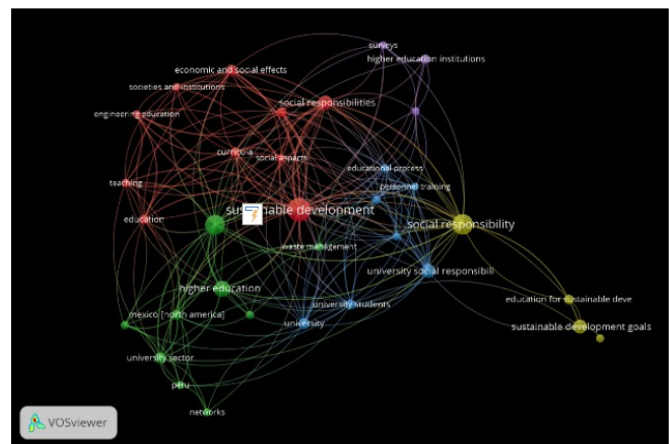 surveys
higher education institutions
economic and social effects
societies and institutions
social responsibilities
engineering education
curricula
social aspects
educational process
teaching
personnel training
sustainable development
education
social responsibility
waste management
university social responsibili
higher education
education for sustainable deve
university students
mexico [north america]
university
sustainable development goals
university sector
peru
networks
VOSviewer